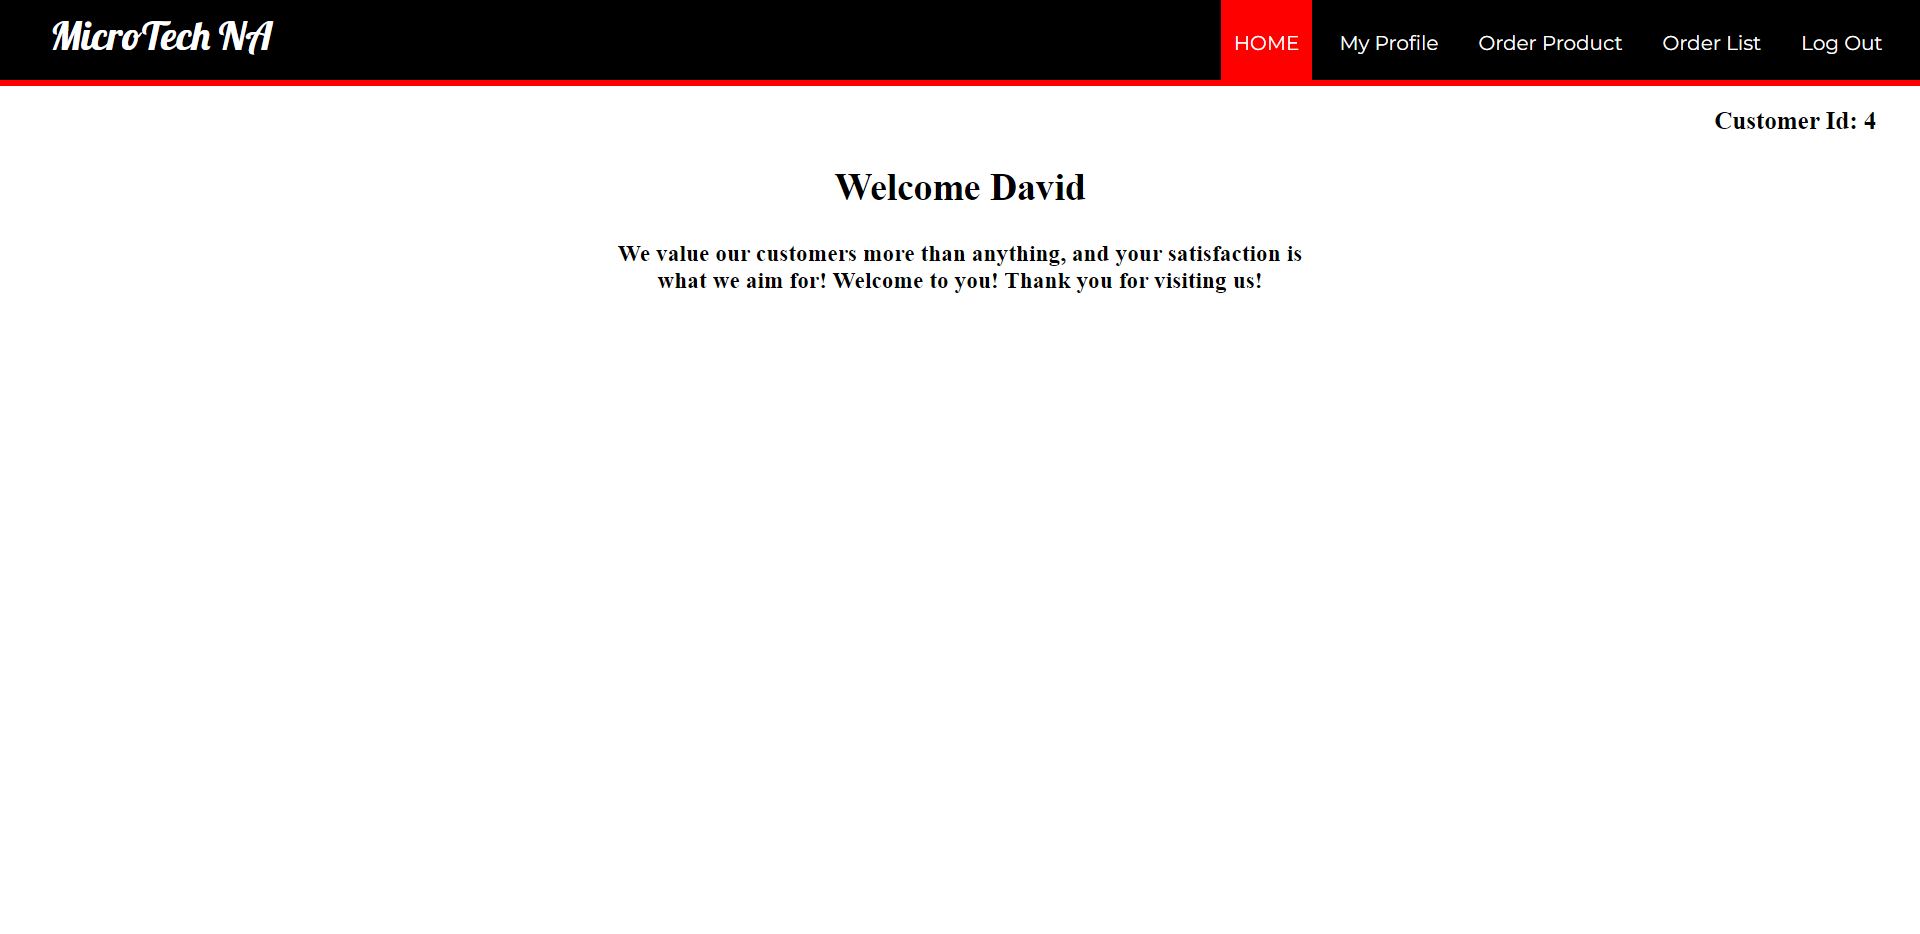 MicroTech NA
HOME My Profile Order Product Order List Log Out
Customer Id: 4
Welcome David
We value our customers more than anything, and your satisfaction is
what we aim for! Welcome to you! Thank you for visiting us!